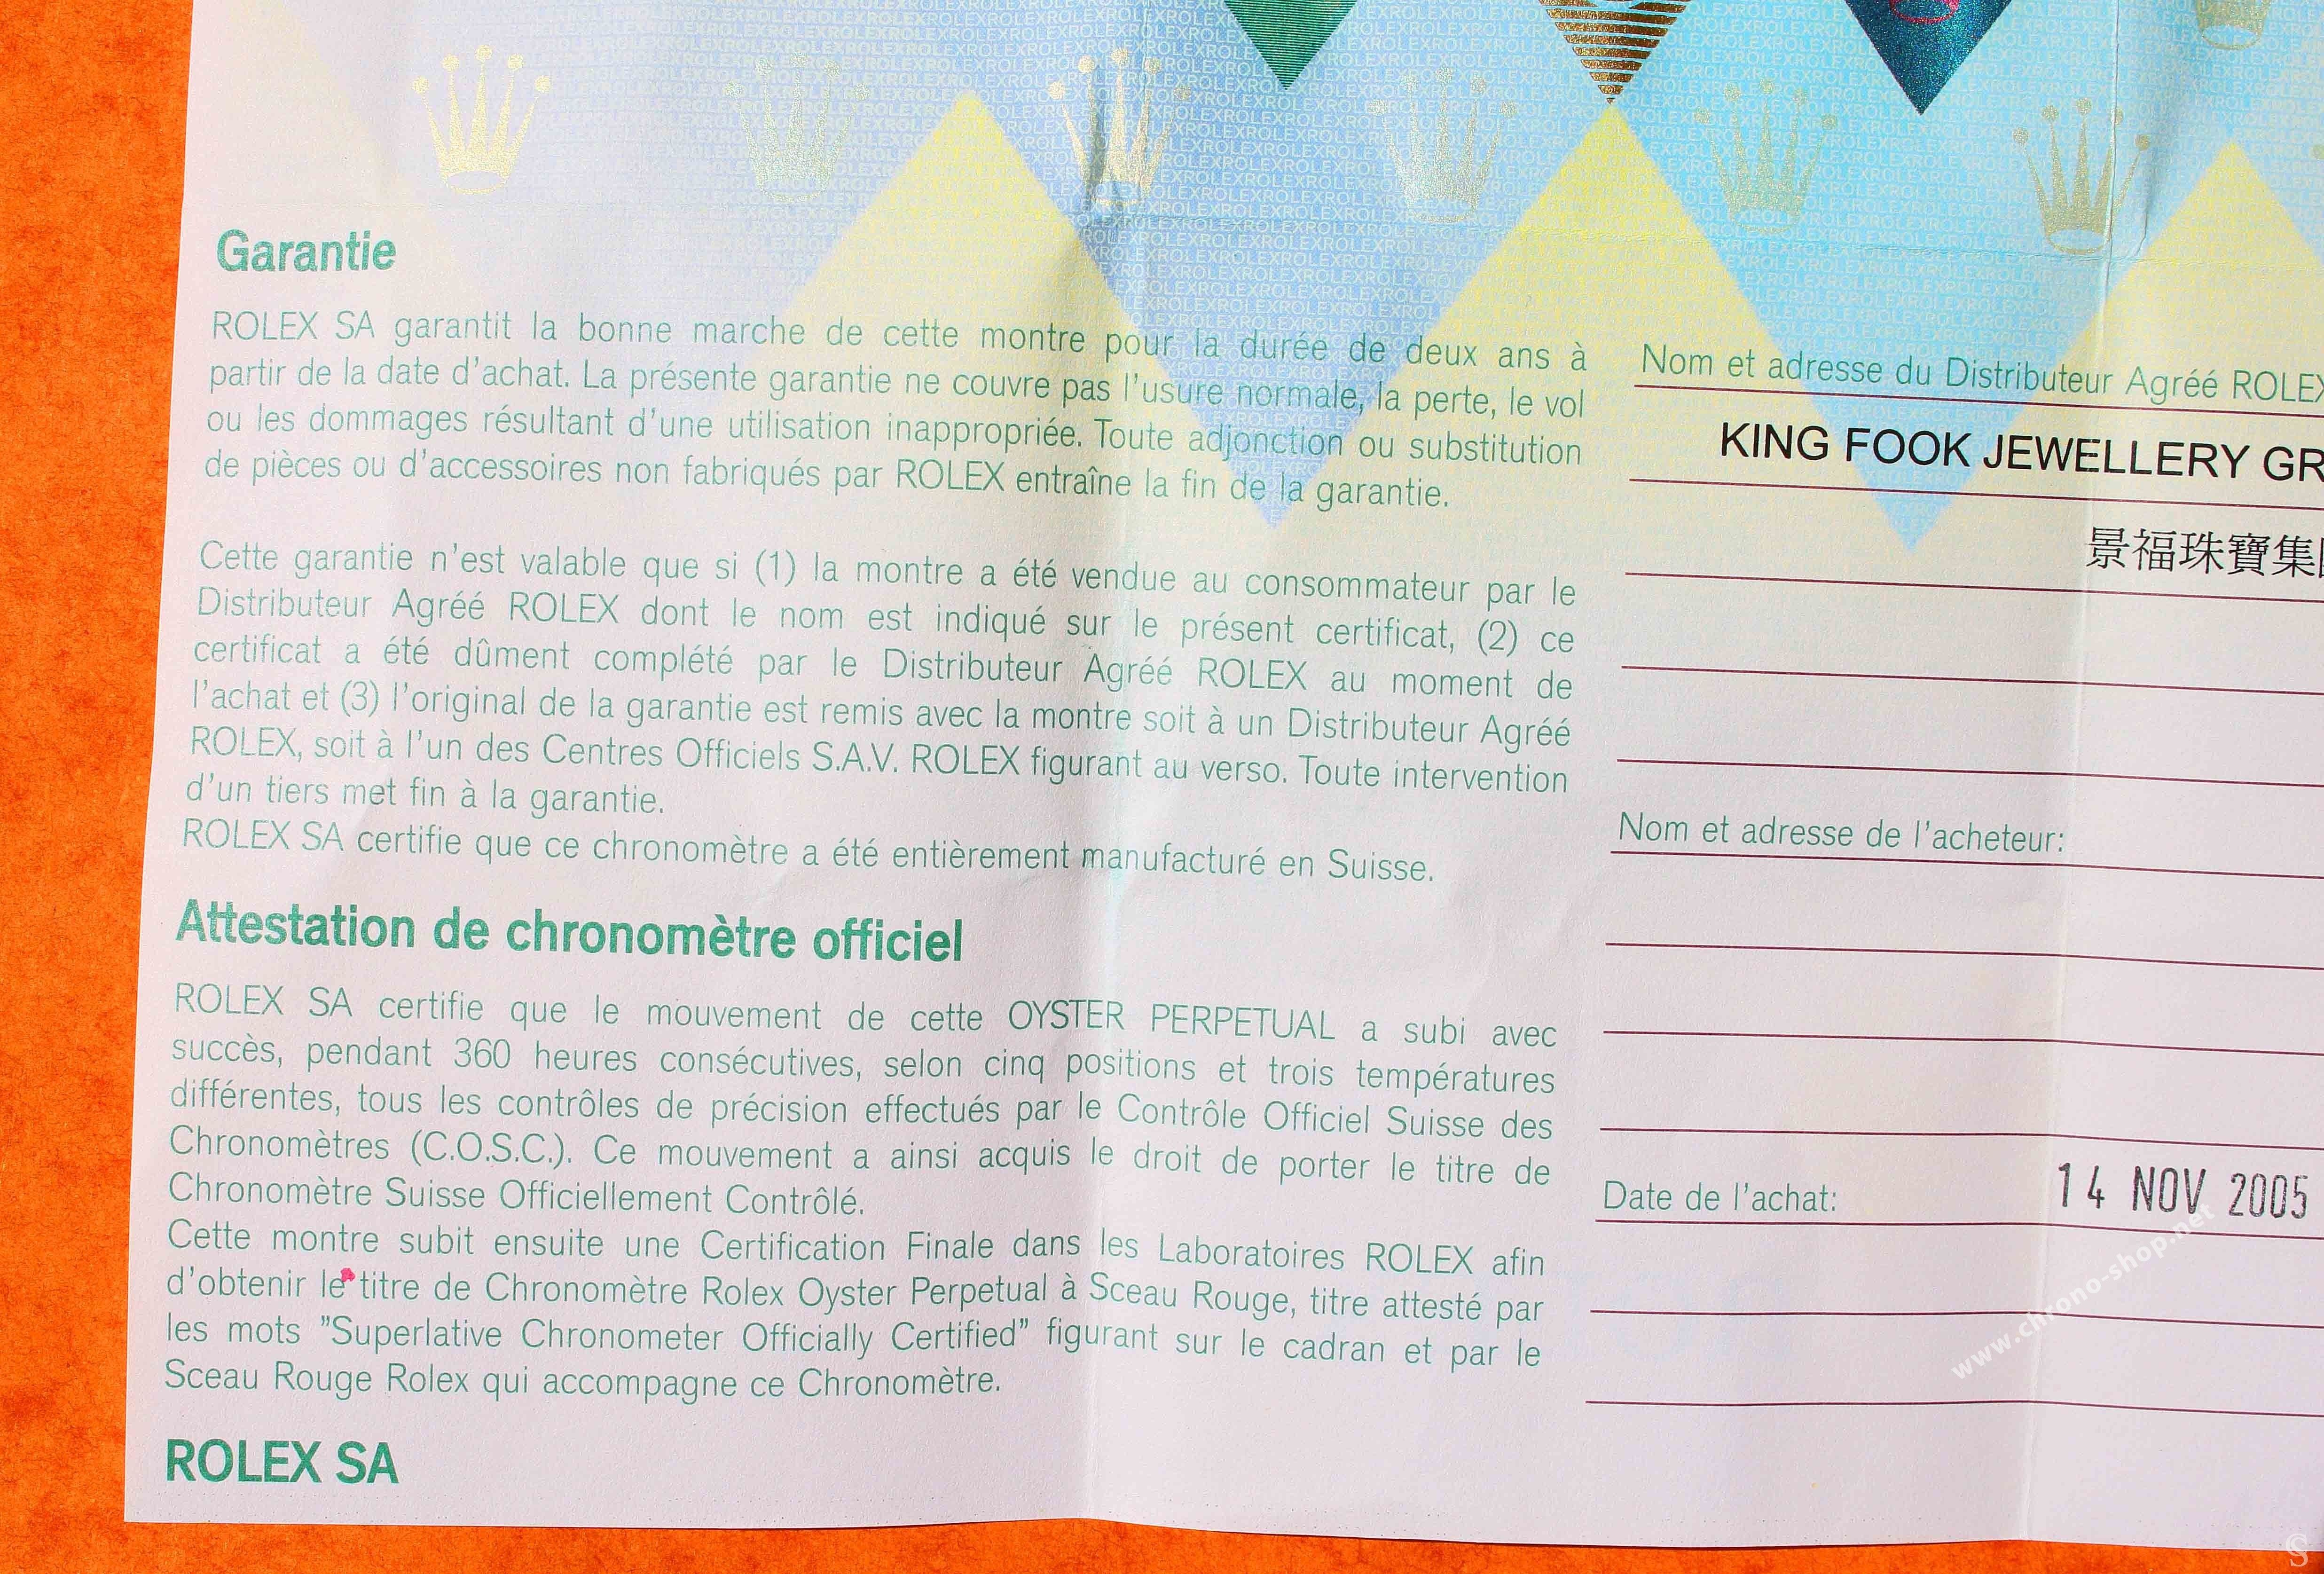 Garantie
ROLEX SA garantit la bonne marche de cette montre pour la durée de deux ans à
partir de la date d'achat. La présente garantie ne couvre pas l'usure normale, la perte, le vol
ou les dommages résultant d'une utilisation inappropriée. Toute adjonction ou substitution
de pièces ou d'accessoires non fabriqués par ROLEX entraîne la fin de la garantie.
Cette garantie n'est valable que si (1) la montre a été vendue au consommateur par le
Distributeur Agréé ROLEX dont le nom est indiqué sur le présent certificat, (2) ce
certificat a été dûment complété par le Distributeur Agréé ROLEX au moment de
l'achat et (3) l'original de la garantie est remis avec la montre soit à un Distributeur Agréé
ROLEX, soit à l'un des Centres Officiels S.A.V. ROLEX figurant au verso. Toute intervention
d'un tiers met fin à la garantie.
ROLEX SA certifie que ce chronomètre a été entièrement manufacturé en Suisse.
Attestation de chronomètre officiel
ROLEX SA certifie que le mouvement de cette OYSTER PERPETUAL a subi avec
succès, pendant 360 heures consécutives, selon cinq positions et trois températures
différentes, tous les contrôles de précision effectués par le Contrôle Officiel Suisse des
Chronomètres (C.O.S.C.). Ce mouvement a ainsi acquis le droit de porter le titre de
Chronomètre Suisse Officiellement Contrôlé.
Cette montre subit ensuite une Certification Finale dans les Laboratoires ROLEX afin
d'obtenir le titre de Chronomètre Rolex Oyster Perpetual à Sceau Rouge, titre attesté par
les mots "Superlative Chronometer Officially Certified" figurant sur le cadran et par le
Sceau Rouge Rolex qui accompagne ce Chronomètre.
ROLEX SA
Nom et adresse du Distributeur Agréé ROLEX
KING FOOK JEWELLERY GR
景福珠寶集
Nom et adresse de l'acheteur:
Date de l'achat: 14 NOV 2005
www.chrono-shop.net